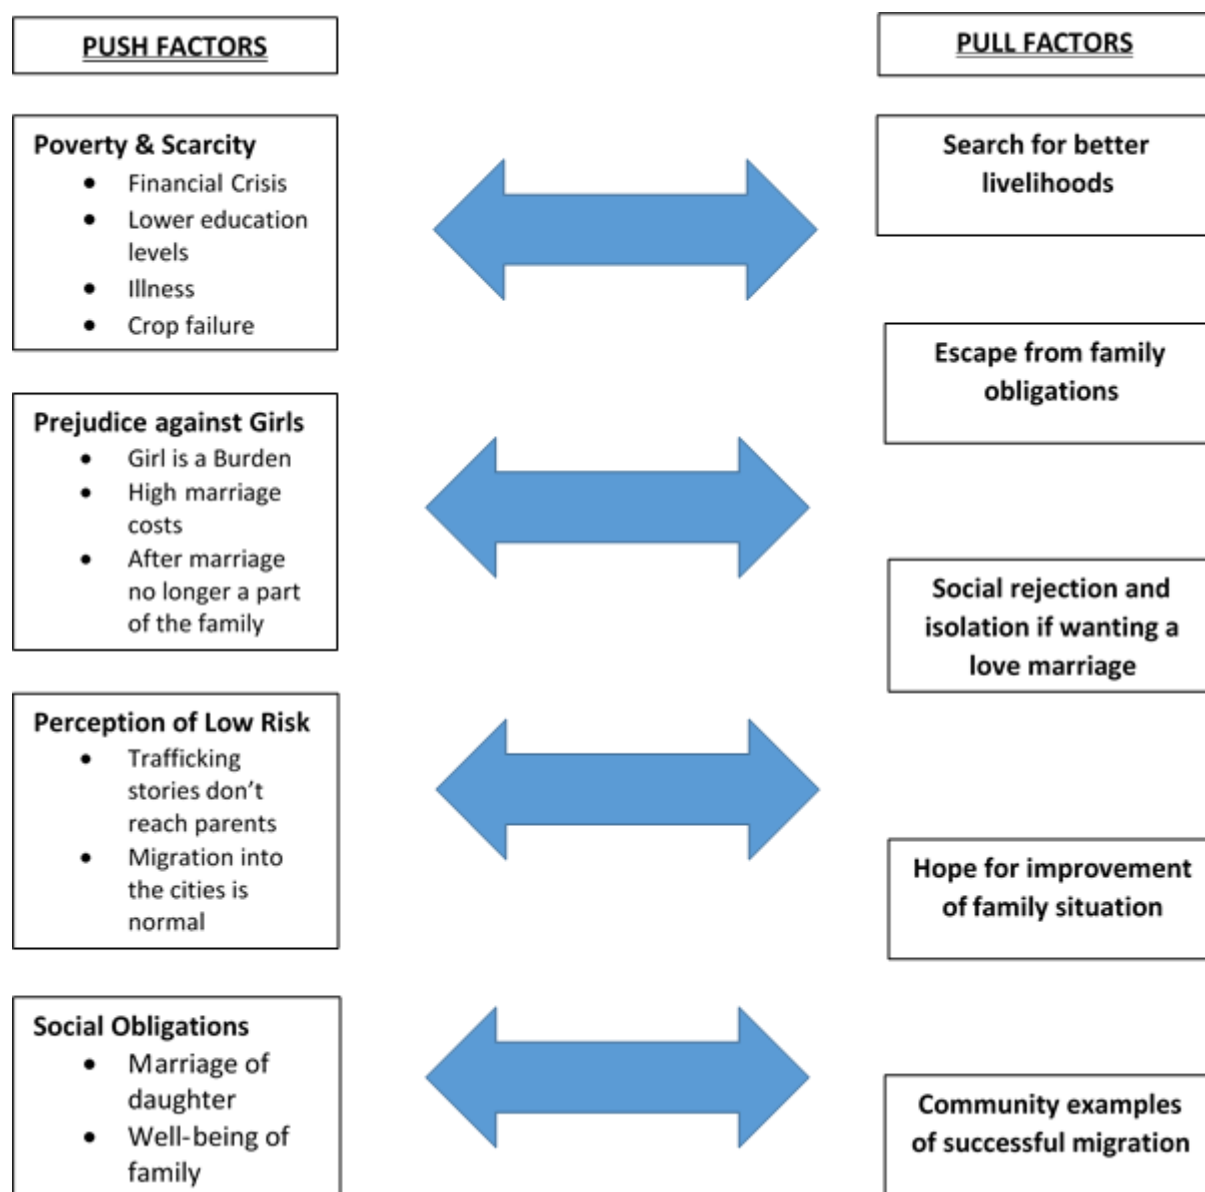 PUSH FACTORS
Poverty & Scarcity
• Financial Crisis
• Lower education
levels
• Illness
• Crop failure
Prejudice against Girls
• Girl is a Burden
• High marriage
costs
• After marriage
no longer a part
of the family
Perception of Low Risk
• Trafficking
stories don’t
reach parents
• Migration into
the cities is
normal
Social Obligations
• Marriage of
daughter
• Well-being of
family
PULL FACTORS
Search for better
livelihoods
Escape from family
obligations
Social rejection and
isolation if wanting a
love marriage
Hope for improvement
of family situation
Community examples
of successful migration